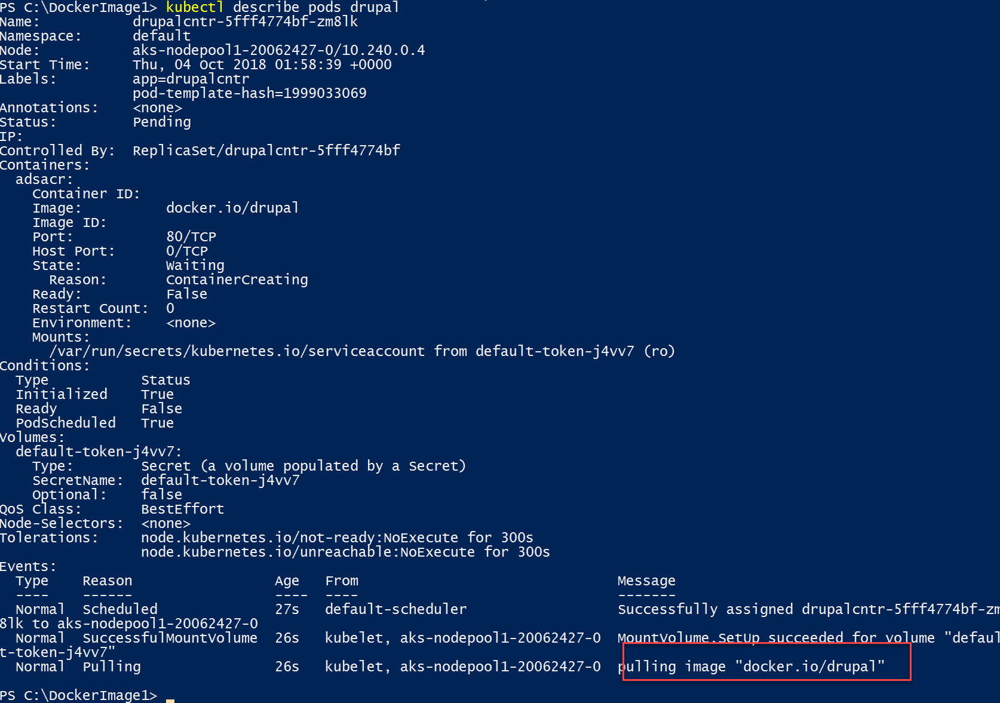 PS C:\DockerImage1> kubectl describe pods drupal
Name:           drupalcntr-5fff4774bf-zm8lk
Namespace:      default
Node:           aks-nodepool1-20062427-0/10.240.0.4
Start Time:     Thu, 04 Oct 2018 01:58:39 +0000
Labels:         app=drupalcntr
                pod-template-hash=1999033069
Annotations:    <none>
Status:         Pending
IP:
Controlled By:  ReplicaSet/drupalcntr-5fff4774bf
Containers:
  adsacr:
    Container ID:
    Image:          docker.io/drupal
    Image ID:
    Port:           80/TCP
    Host Port:      0/TCP
    State:          Waiting
      Reason:       ContainerCreating
    Ready:          False
    Restart Count:  0
    Environment:    <none>
    Mounts:
      /var/run/secrets/kubernetes.io/serviceaccount from default-token-j4vv7 (ro)
Conditions:
  Type           Status
  Initialized    True
  Ready          False
  PodScheduled   True
Volumes:
  default-token-j4vv7:
    Type:        Secret (a volume populated by a Secret)
    SecretName:  default-token-j4vv7
    Optional:    false
QoS Class:       BestEffort
Node-Selectors:  <none>
Tolerations:     node.kubernetes.io/not-ready:NoExecute for 300s
                 node.kubernetes.io/unreachable:NoExecute for 300s
Events:
  Type    Reason                 Age   From                               Message
  ----    ------                 ----  ----                               -------
  Normal  Scheduled              27s   default-scheduler                  Successfully assigned drupalcntr-5fff4774bf-zm
8lk to aks-nodepool1-20062427-0
  Normal  SuccessfulMountVolume  26s   kubelet, aks-nodepool1-20062427-0  MountVolume.SetUp succeeded for volume "defaul
t-token-j4vv7"
  Normal  Pulling                26s   kubelet, aks-nodepool1-20062427-0  pulling image "docker.io/drupal"
PS C:\DockerImage1>